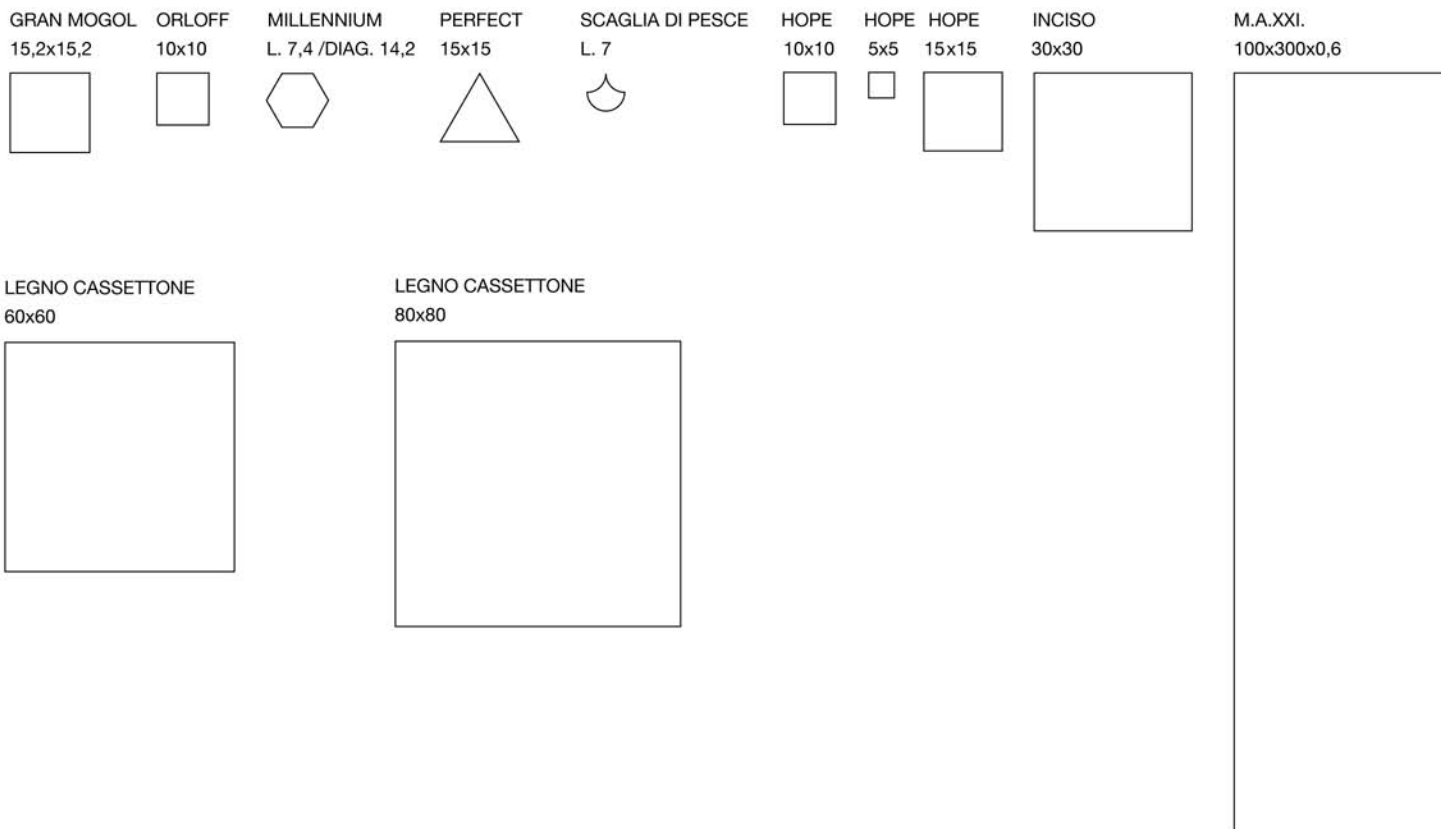 GRAN MOGOL
15,2x15,2
ORLOFF
10x10
MILLENNIUM
L. 7,4 /DIAG. 14,2
PERFECT
15x15
SCAGLIA DI PESCE
L. 7
HOPE
10x10
HOPE
5x5
HOPE
15x15
INCISO
30x30
M.A.XXI.
100x300x0,6
LEGNO CASSETTONE
60x60
LEGNO CASSETTONE
80x80